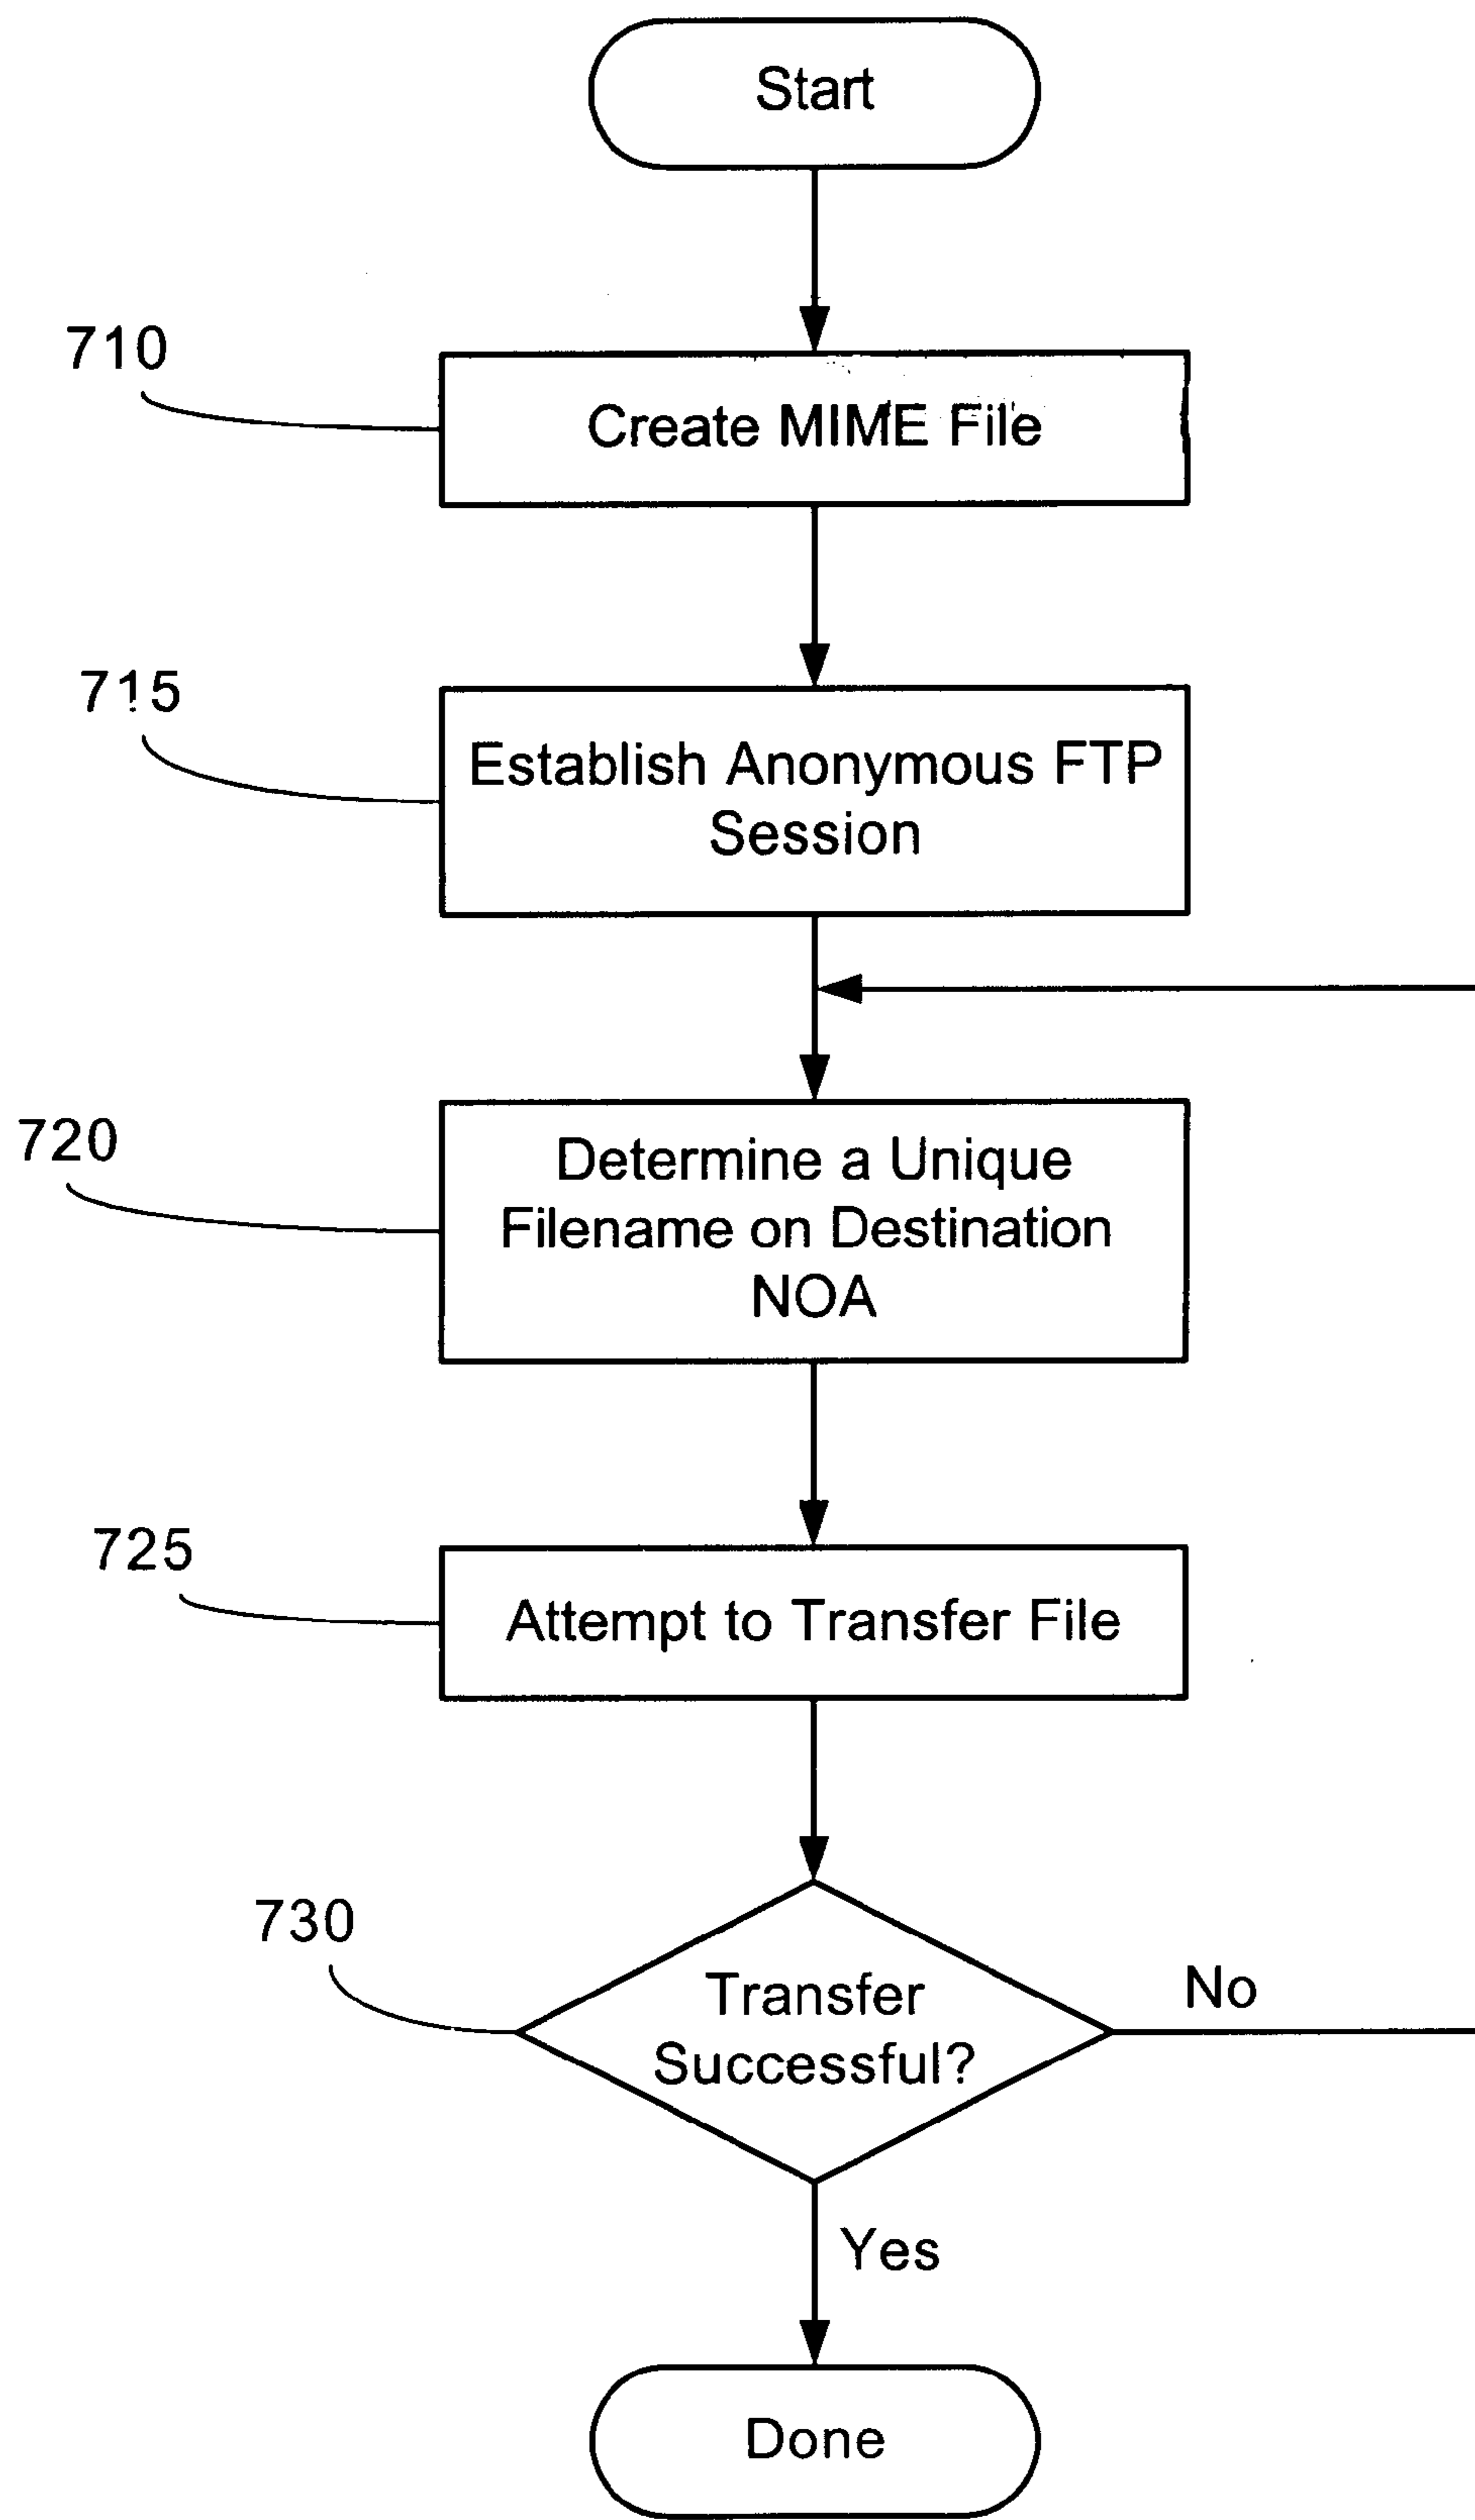 Start
710
Create MIME File
715
Establish Anonymous FTP
Session
720
Determine a Unique
Filename on Destination
NOA
725
Attempt to Transfer File
730
Transfer
Successful?
No
Yes
Done